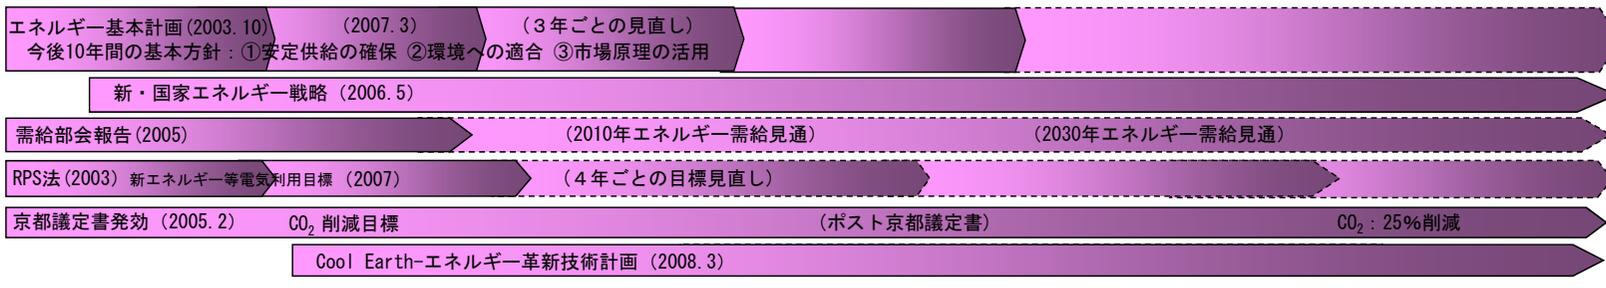 エネルギー基本計画(2003.10) (2007.3) (3年ごとの見直し)
今後10年間の基本方針:①安定供給の確保 ②環境への適合 ③市場原理の活用
新・国家エネルギー戦略 (2006.5)
需給部会報告(2005) (2010年エネルギー需給見通) (2030年エネルギー需給見通)
RPS法(2003) 新エネルギー等電気利用目標 (2007) (4年ごとの目標見直し)
京都議定書発効 (2005.2) CO₂ 削減目標 (ポスト京都議定書) CO₂:25%削減
Cool Earth-エネルギー革新技術計画 (2008.3)